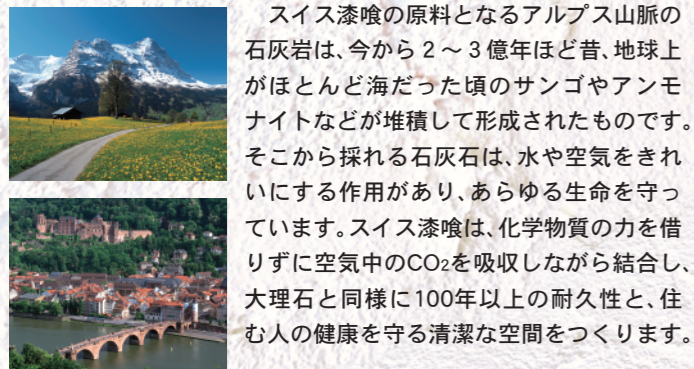 スイス漆喰の原料となるアルプス山脈の
石灰岩は、今から２～３億年ほど昔、地球上
がほとんど海だった頃のサンゴやアンモ
ナイトなどが堆積して形成されたものです。
そこから採れる石灰石は、水や空気をきれ
いにする作用があり、あらゆる生命を守っ
ています。スイス漆喰は、化学物質の力を借
りずに空気中のCO2を吸収しながら結合し、
大理石と同様に100年以上の耐久性と、住
む人の健康を守る清潔な空間をつくります。